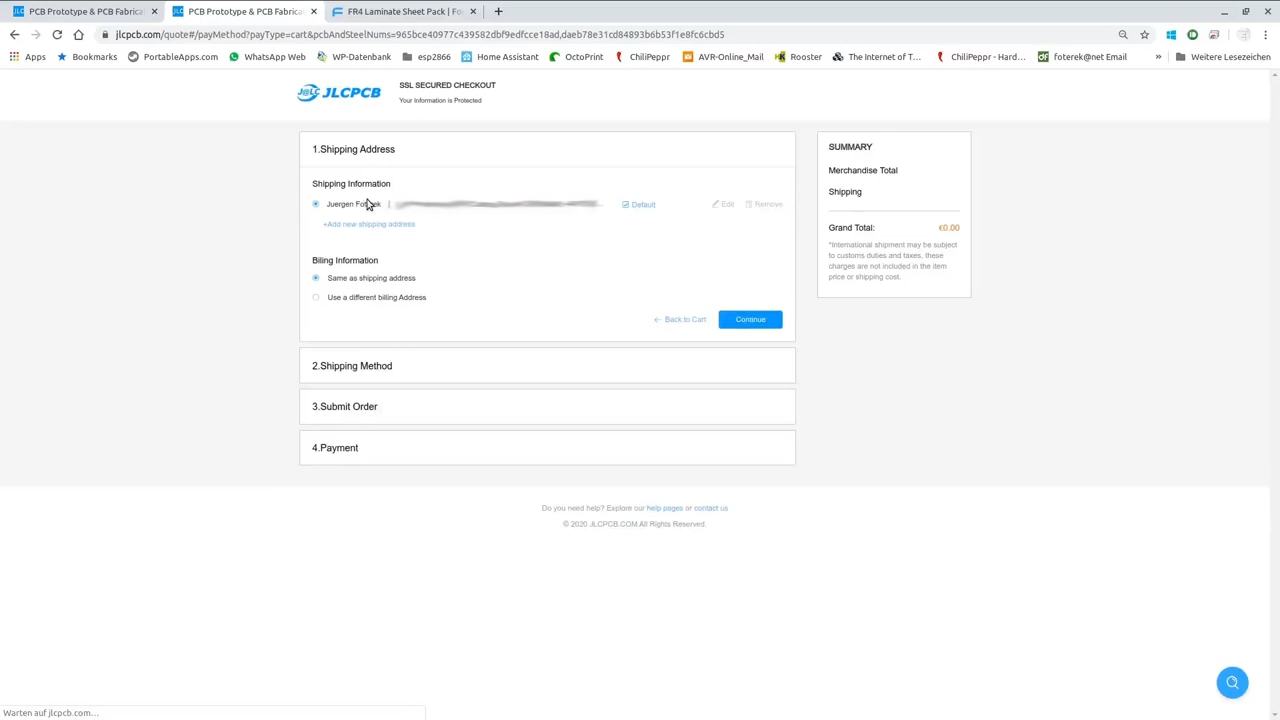 PCB Prototype & PCB Fabrica
PCB Prototype & PCB Fabrica
FR4 Laminate Sheet Pack | Fo
jlcpcb.com/quote#/payMethod?payType=cart&pcbAndSteelNums=965bce40977c439582dbf9edfcce18ad,daeb78e31cd84893b6b53f1e8fc6cbd5
Apps
Bookmarks
PortableApps.com
WhatsApp Web
WP-Datenbank
esp2866
Home Assistant
OctoPrint
ChiliPeppr
AVR-Online_Mail
Rooster
The Internet of T...
ChiliPeppr - Hard...
foterek@net Email
»
Weitere Lesezeichen
J@LC JLCPCB
SSL SECURED CHECKOUT
Your Information is Protected
1.Shipping Address
Shipping Information
Juergen |
Default
Edit
Remove
+Add new shipping address
Biling Information
Same as shipping address
Use a different billing Address
← Back to Cart
Continue
2.Shipping Method
3.Submit Order
4.Payment
SUMMARY
Merchandise Total
Shipping
Grand Total: €0.00
*International shipment may be subject
to customs duties and taxes, these
charges are not included in the item
price or shipping cost.
Do you need help? Explore our help pages or contact us
© 2020 JLCPCB.COM.All Rights Reserved.
Warten auf jlcpcb.com...